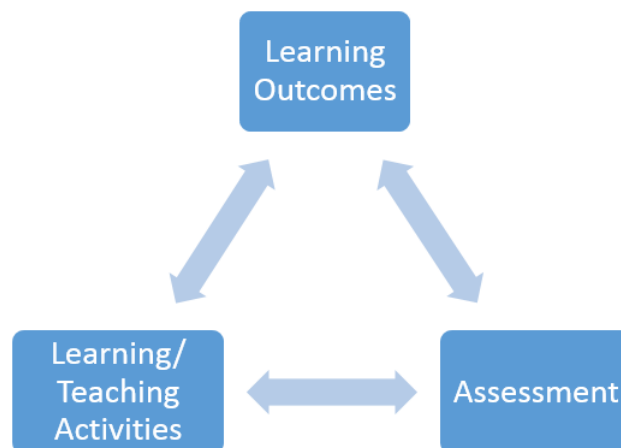 Learning
Outcomes
Learning/
Teaching
Activities
Assessment